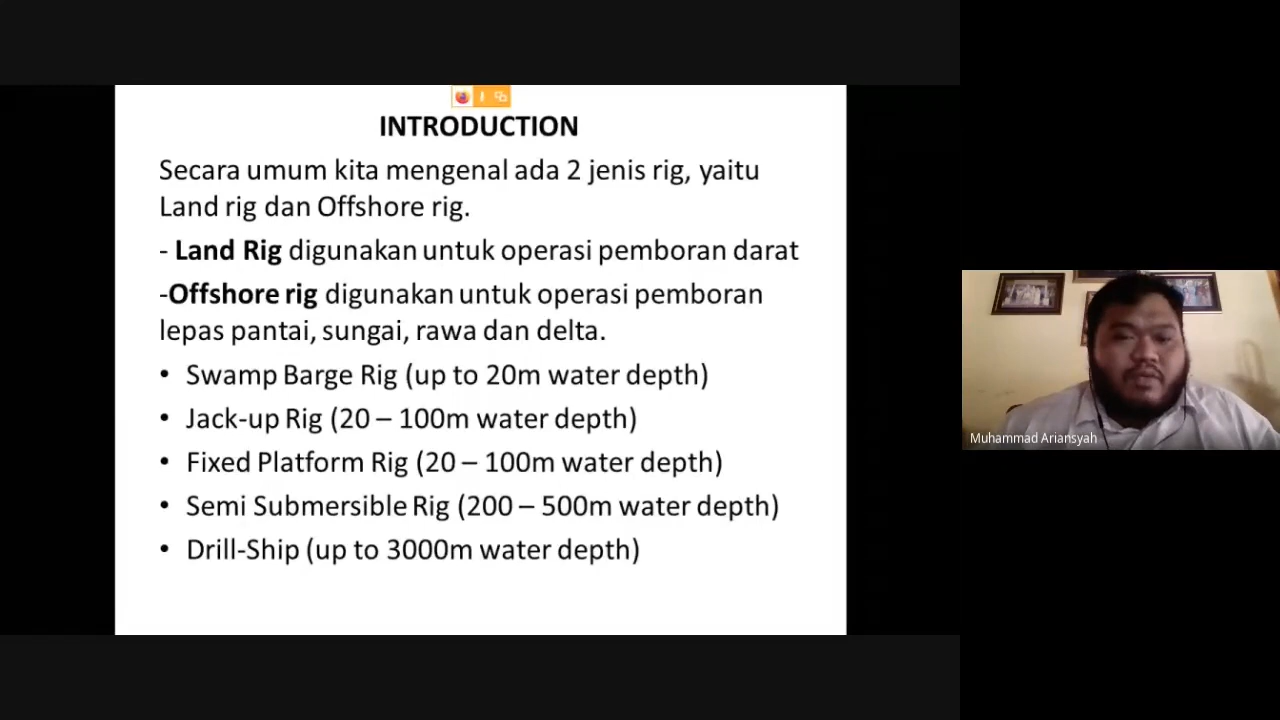 INTRODUCTION
Secara umum kita mengenal ada 2 jenis rig, yaitu
Land rig dan Offshore rig.
- Land Rig digunakan untuk operasi pemboran darat
-Offshore rig digunakan untuk operasi pemboran
lepas pantai, sungai, rawa dan delta.
• Swamp Barge Rig (up to 20m water depth)
• Jack-up Rig (20 – 100m water depth)
• Fixed Platform Rig (20 – 100m water depth)
• Semi Submersible Rig (200 – 500m water depth)
• Drill-Ship (up to 3000m water depth)
Muhammad Ariansyah